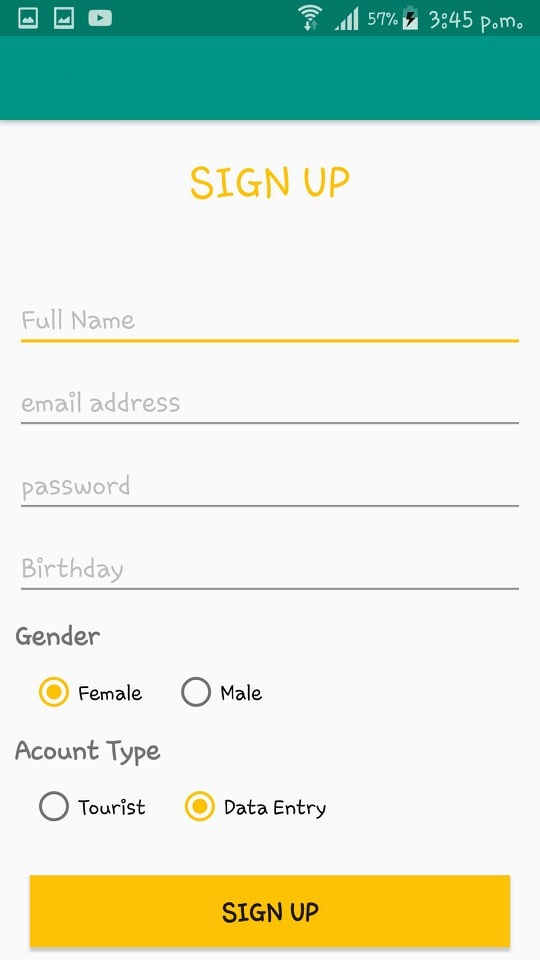 57% 3:45 p.m.
SIGN UP
Full Name
email address
password
Birthday
Gender
Female Male
Acount Type
Tourist Data Entry
SIGN UP